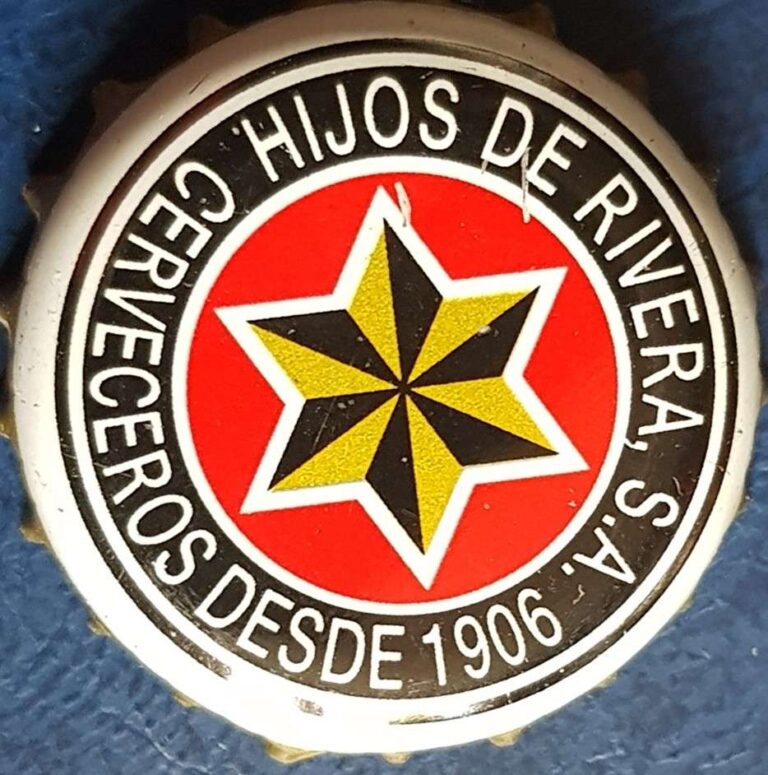 HIJOS DE RIVERA, S.A.
CERVECEROS DESDE 1906